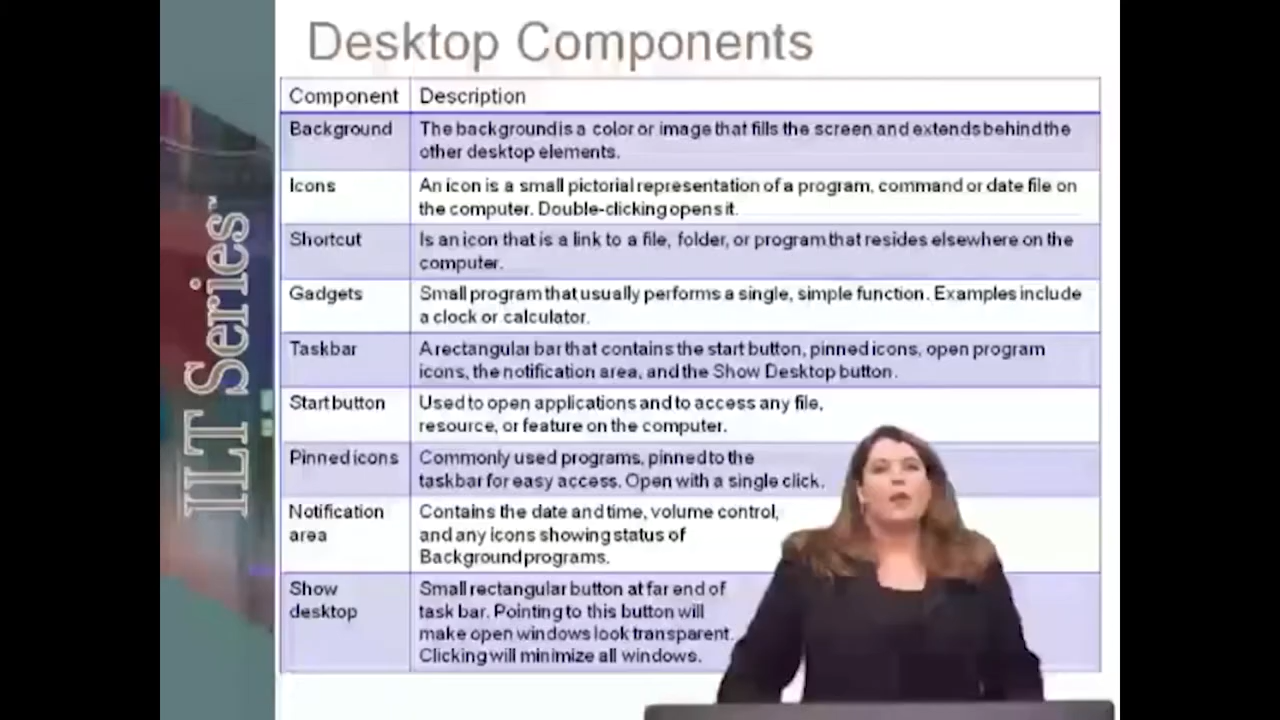 Desktop Components
Component Description
Background The background is a color or image that fills the screen and extends behind the
other desktop elements.
Icons An icon is a small pictorial representation of a program, command or date file on
the computer. Double-clicking opens it.
Shortcut Is an icon that is a link to a file, folder, or program that resides elsewhere on the
computer.
Gadgets Small program that usually performs a single, simple function. Examples include
a clock or calculator.
Taskbar A rectangular bar that contains the start button, pinned icons, open program
icons, the notification area, and the Show Desktop button.
Start button Used to open applications and to access any file,
resource, or feature on the computer.
Pinned icons Commonly used programs, pinned to the
taskbar for easy access. Open with a single click.
Notification Contains the date and time, volume control,
area and any icons showing status of
Background programs.
Show Small rectangular button at far end of
desktop task bar. Pointing to this button will
make open windows look transparent.
Clicking will minimize all windows.
ILT Series™